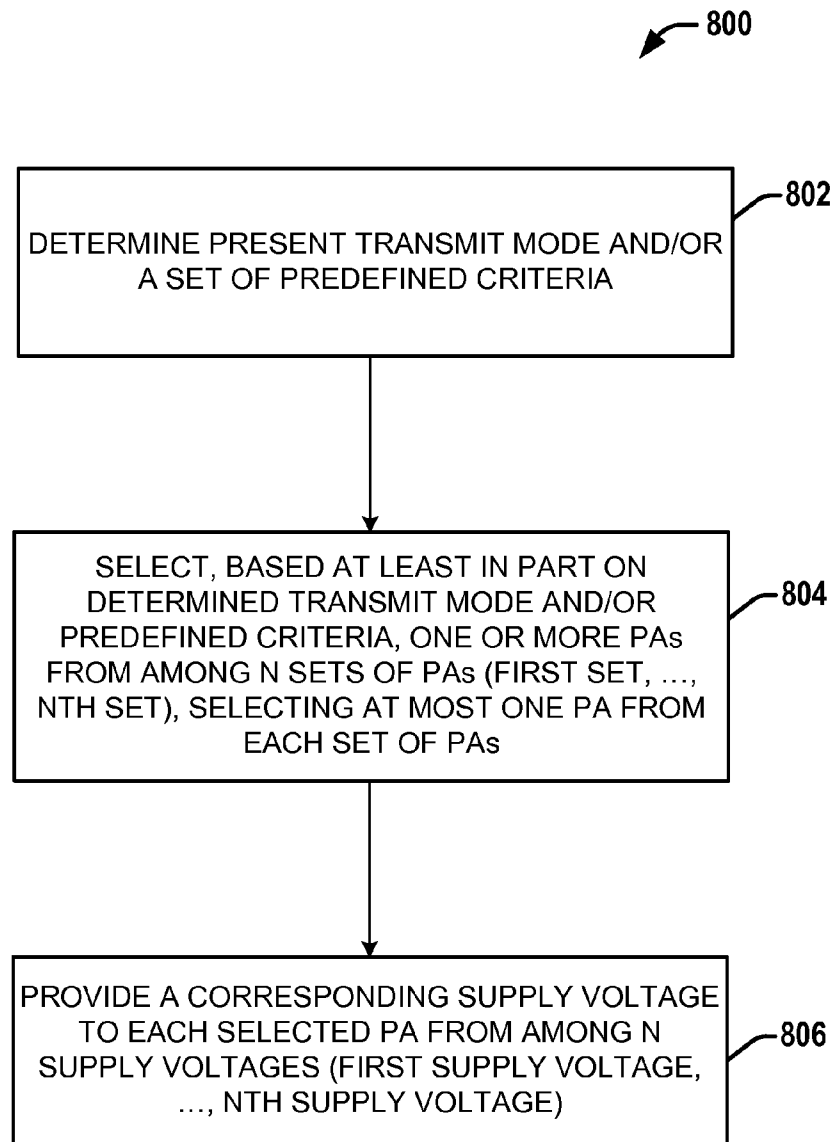 800
802
DETERMINE PRESENT TRANSMIT MODE AND/OR
A SET OF PREDEFINED CRITERIA
SELECT, BASED AT LEAST IN PART ON
DETERMINED TRANSMIT MODE AND/OR
PREDEFINED CRITERIA, ONE OR MORE PAs
FROM AMONG N SETS OF PAs (FIRST SET, ...,
NTH SET), SELECTING AT MOST ONE PA FROM
EACH SET OF PAs
804
PROVIDE A CORRESPONDING SUPPLY VOLTAGE
TO EACH SELECTED PA FROM AMONG N
SUPPLY VOLTAGES (FIRST SUPPLY VOLTAGE,
..., NTH SUPPLY VOLTAGE)
806